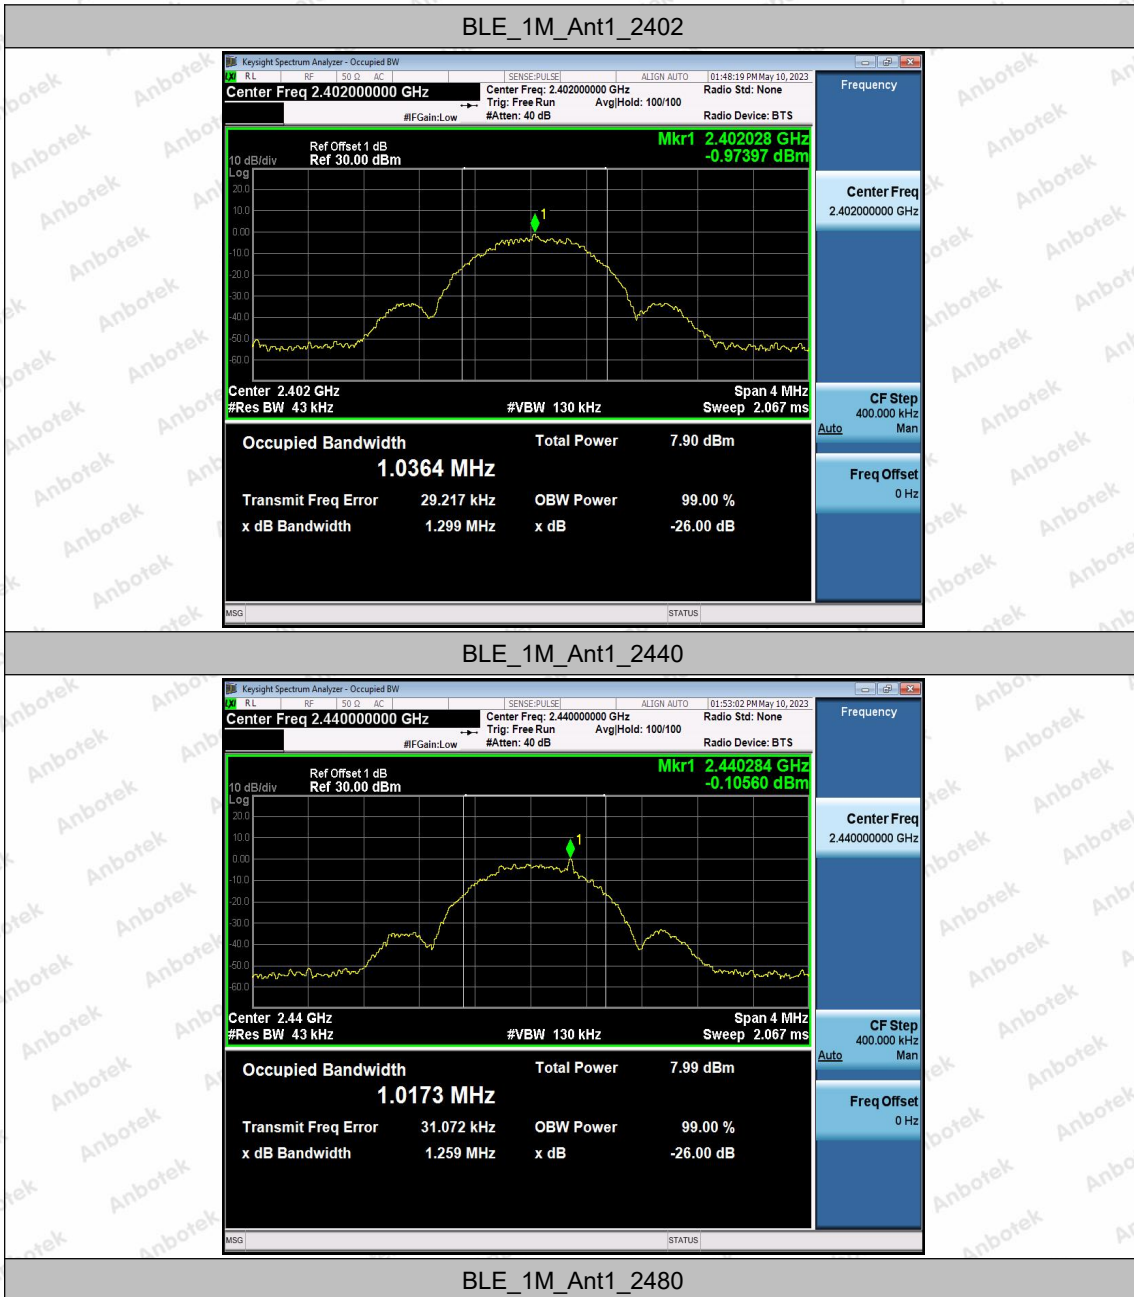 BLE_1M_Ant1_2402
Keysight Spectrum Analyzer - Occupied BW
RL RF 50 Ω AC SENSE:PULSE ALIGN AUTO 01:48:19 PM May 10, 2023
Center Freq 2.402000000 GHz
Center Freq: 2.402000000 GHz
Radio Std: None
Trig: Free Run Avg|Hold: 100/100
#IFGain:Low #Atten: 40 dB Radio Device: BTS
Mkr1 2.402028 GHz
-0.97397 dBm
Ref Offset 1 dB
10 dB/div Ref 30.00 dBm
Log
20.0
10.0
0.00
-10.0
-20.0
-30.0
-40.0
-50.0
-60.0
1
Center 2.402 GHz Span 4 MHz
#Res BW 43 kHz #VBW 130 kHz Sweep 2.067 ms
Occupied Bandwidth Total Power 7.90 dBm
1.0364 MHz
Transmit Freq Error 29.217 kHz OBW Power 99.00 %
x dB Bandwidth 1.299 MHz x dB -26.00 dB
MSG STATUS
Frequency
Center Freq
2.402000000 GHz
CF Step
400.000 kHz
Auto Man
Freq Offset
0 Hz
BLE_1M_Ant1_2440
Keysight Spectrum Analyzer - Occupied BW
RL RF 50 Ω AC SENSE:PULSE ALIGN AUTO 01:53:02 PM May 10, 2023
Center Freq 2.440000000 GHz
Center Freq: 2.440000000 GHz
Radio Std: None
Trig: Free Run Avg|Hold: 100/100
#IFGain:Low #Atten: 40 dB Radio Device: BTS
Mkr1 2.440284 GHz
-0.10560 dBm
Ref Offset 1 dB
10 dB/div Ref 30.00 dBm
Log
20.0
10.0
0.00
-10.0
-20.0
-30.0
-40.0
-50.0
-60.0
1
Center 2.44 GHz Span 4 MHz
#Res BW 43 kHz #VBW 130 kHz Sweep 2.067 ms
Occupied Bandwidth Total Power 7.99 dBm
1.0173 MHz
Transmit Freq Error 31.072 kHz OBW Power 99.00 %
x dB Bandwidth 1.259 MHz x dB -26.00 dB
MSG STATUS
Frequency
Center Freq
2.440000000 GHz
CF Step
400.000 kHz
Auto Man
Freq Offset
0 Hz
BLE_1M_Ant1_2480
Anbotek